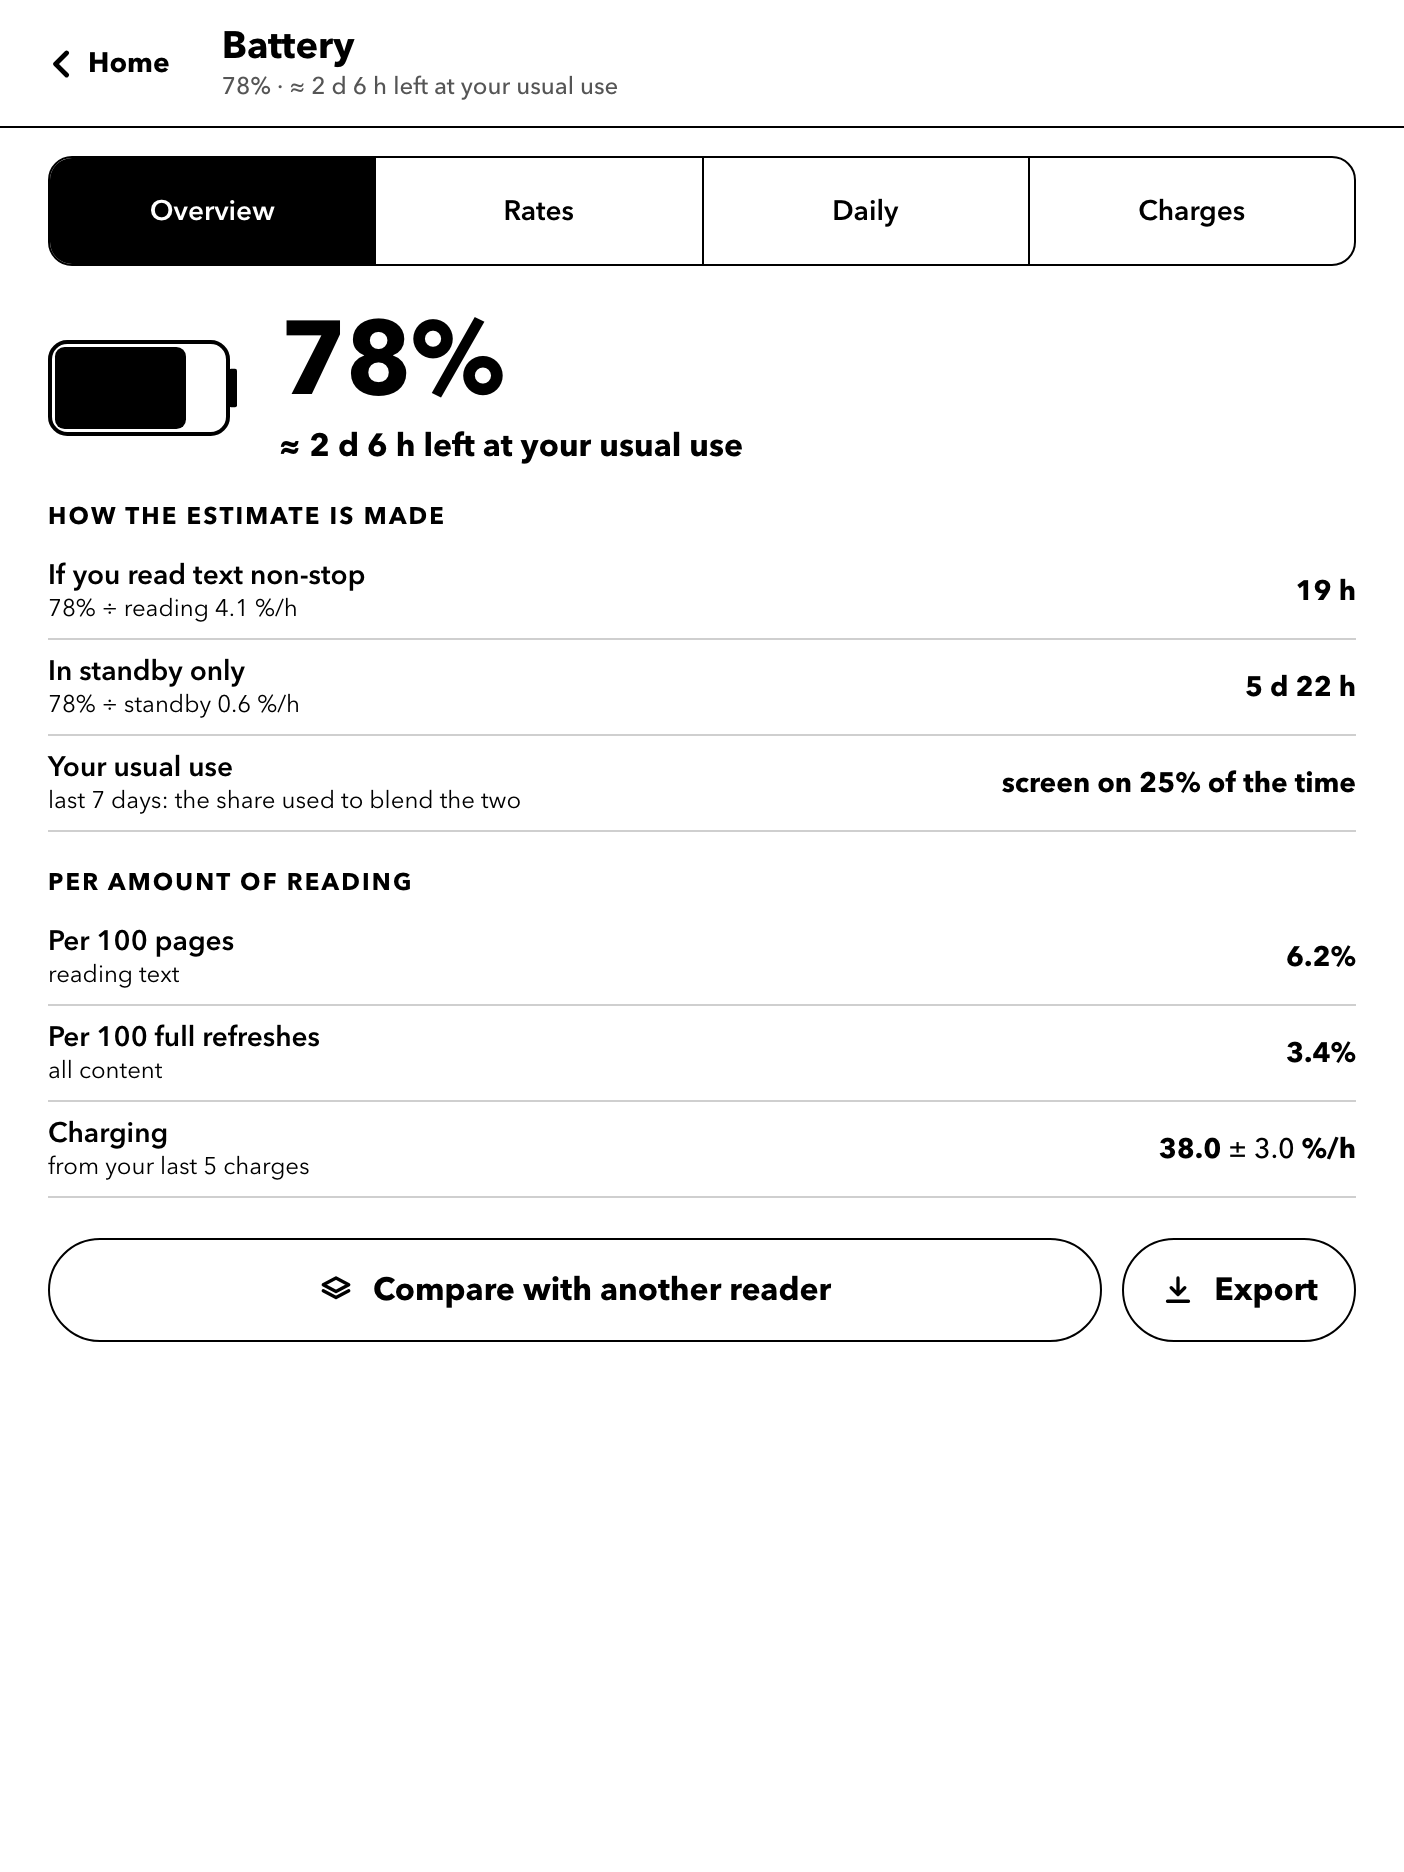 Home
Battery
78% · ≈ 2 d 6 h left at your usual use
Overview
Rates
Daily
Charges
78%
≈ 2 d 6 h left at your usual use
HOW THE ESTIMATE IS MADE
If you read text non-stop
78% ÷ reading 4.1 %/h
19 h
In standby only
78% ÷ standby 0.6 %/h
5 d 22 h
Your usual use
last 7 days: the share used to blend the two
screen on 25% of the time
PER AMOUNT OF READING
Per 100 pages
reading text
6.2%
Per 100 full refreshes
all content
3.4%
Charging
from your last 5 charges
38.0 ± 3.0 %/h
Compare with another reader
Export